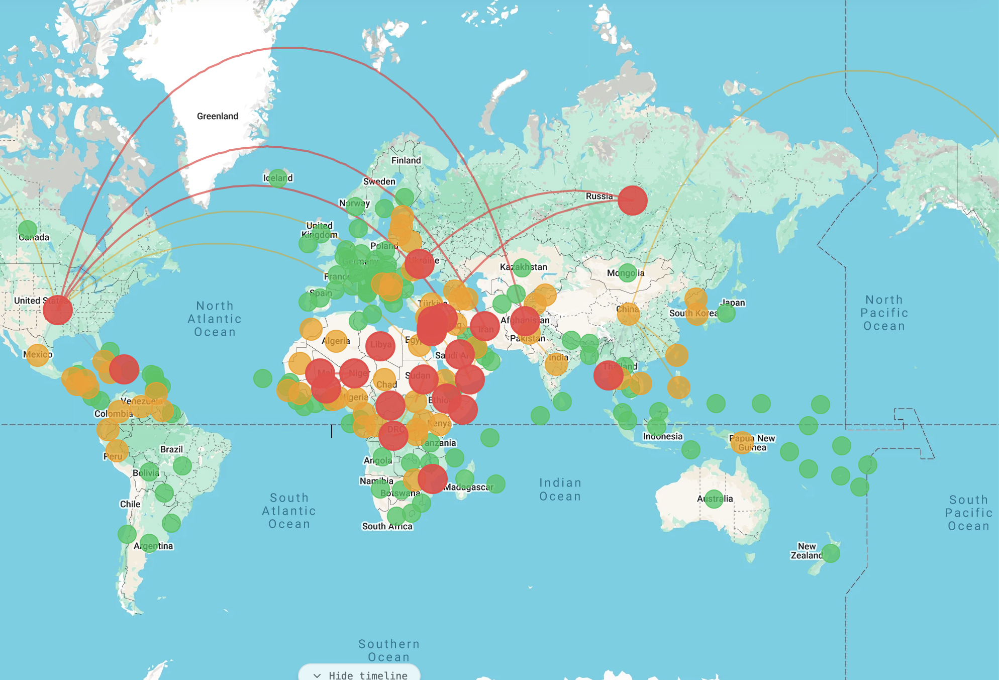 Greenland
Finland
Sweden
Iceland
Norway
Russia
United
Kingdom
Canada
Poland
Germany
Ukraine
France
Kazakhstan
Mongolia
Spain
United States
Türkiye
China
South Korea
Japan
North
Atlantic
Ocean
North
Pacific
Ocean
Afghanistan
Iran
Pakistan
Algeria
Libya
Mexico
India
Niger
Sudan
Thailand
Chad
Nigeria
Venezuela
Colombia
Kenya
DRC
Tanzania
Indonesia
Papua New
Guinea
Brazil
Peru
Angola
Bolivia
Namibia
Botswana
Madagascar
Indian
Ocean
Australia
Chile
South
Atlantic
Ocean
South
Pacific
Ocean
South Africa
Argentina
New
Zealand
Southern
Ocean
Hide timeline